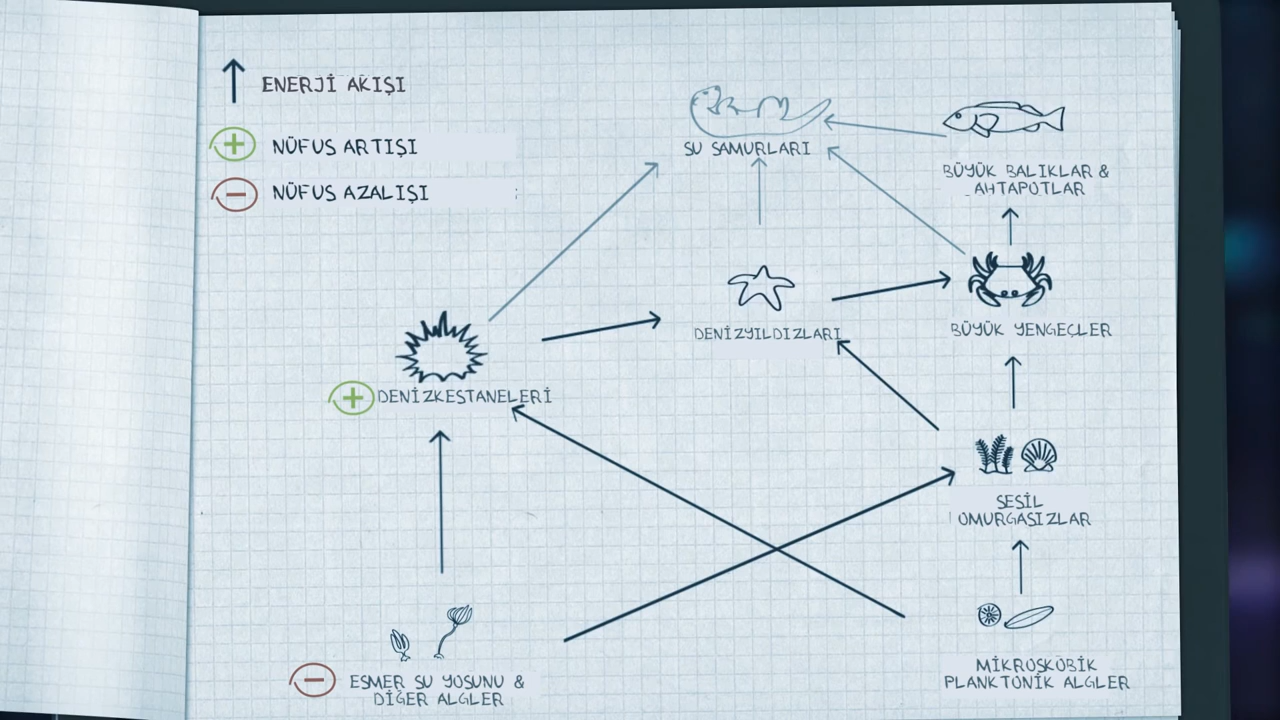 ENERJİ AKIŞI
NÜFUS ARTIŞI
NÜFUS AZALIŞI
SU SAMURLARI
BÜYÜK BALIKLAR &
AHTAPOTLAR
DENİZYILDIZLARI
BÜYÜK YENGEÇLER
DENİZKESTANELERİ
SESİL
OMURGASIZLAR
ESMER SU YOSUNU &
DİĞER ALGLER
MİKROSKOBİK
PLANKTONİK ALGLER